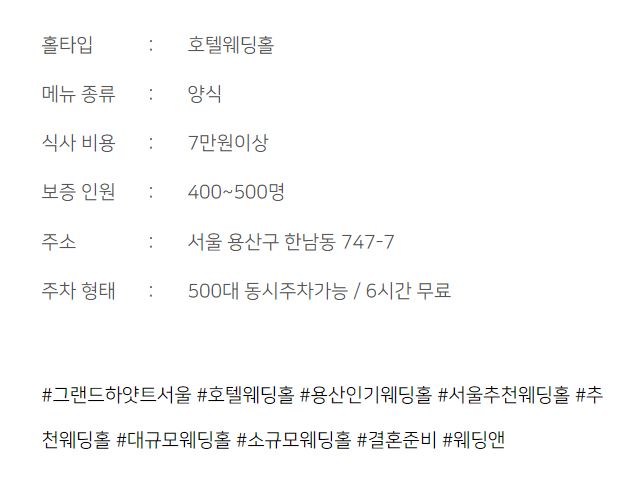 홀타입 : 호텔웨딩홀
메뉴 종류 : 양식
식사 비용 : 7만원이상
보증 인원 : 400~500명
주소 : 서울 용산구 한남동 747-7
주차 형태 : 500대 동시주차가능 / 6시간 무료
#그랜드하얏트서울 #호텔웨딩홀 #용산인기웨딩홀 #서울추천웨딩홀 #추
천웨딩홀 #대규모웨딩홀 #소규모웨딩홀 #결혼준비 #웨딩앤